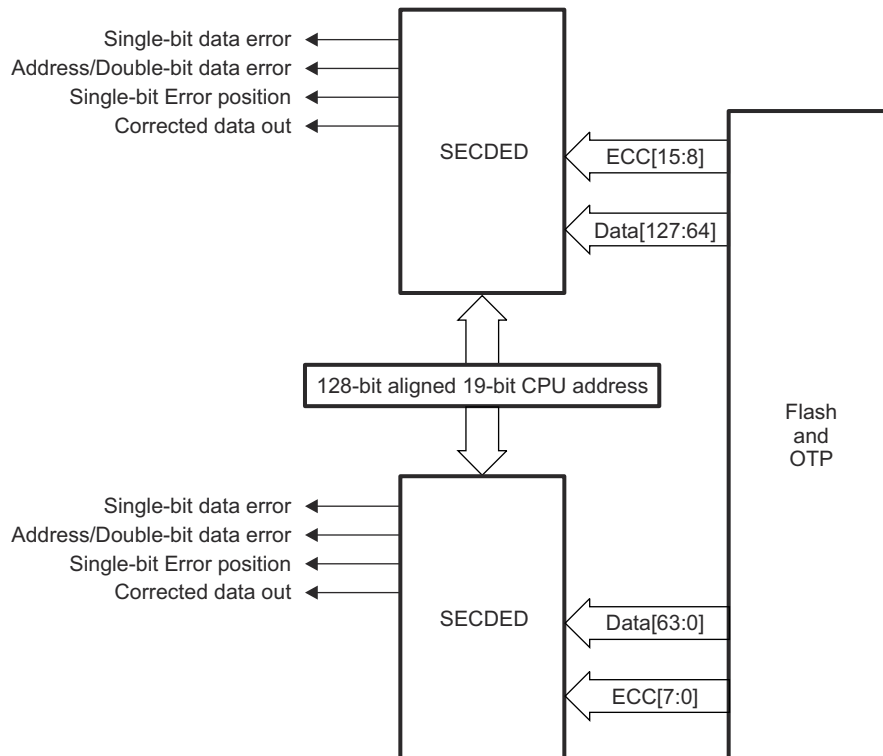 Single-bit data error
Address/Double-bit data error
Single-bit Error position
Corrected data out
SECDED
ECC[15:8]
Data[127:64]
128-bit aligned 19-bit CPU address
Flash
and
OTP
Single-bit data error
Address/Double-bit data error
Single-bit Error position
Corrected data out
SECDED
Data[63:0]
ECC[7:0]